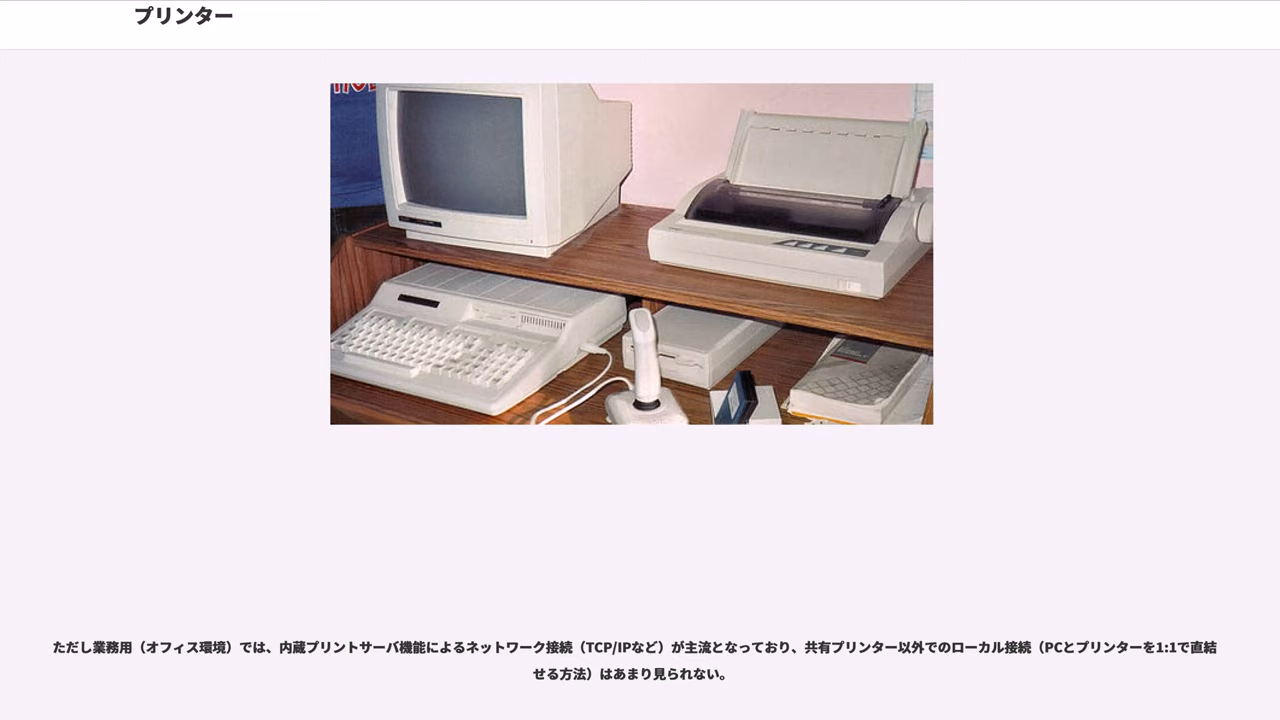 プリンター
ただし業務用（オフィス環境）では、内蔵プリントサーバ機能によるネットワーク接続（TCP/IPなど）が主流となっており、共有プリンター以外でのローカル接続（PCとプリンターを1:1で直結
せる方法）はあまり見られない。